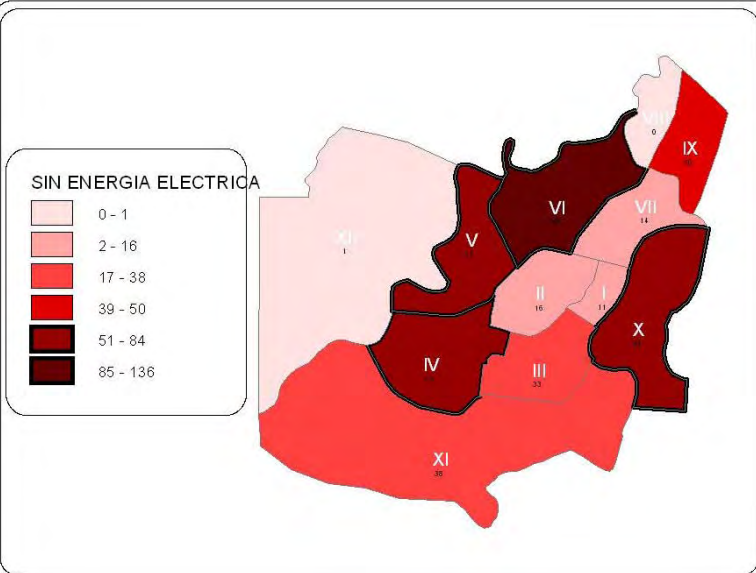 SIN ENERGIA ELECTRICA
0 - 1
2 - 16
17 - 38
39 - 50
51 - 84
85 - 136
VIII
0
IX
VII
14
VI
V
XII
1
II
16
I
11
X
IV
III
33
XI
38